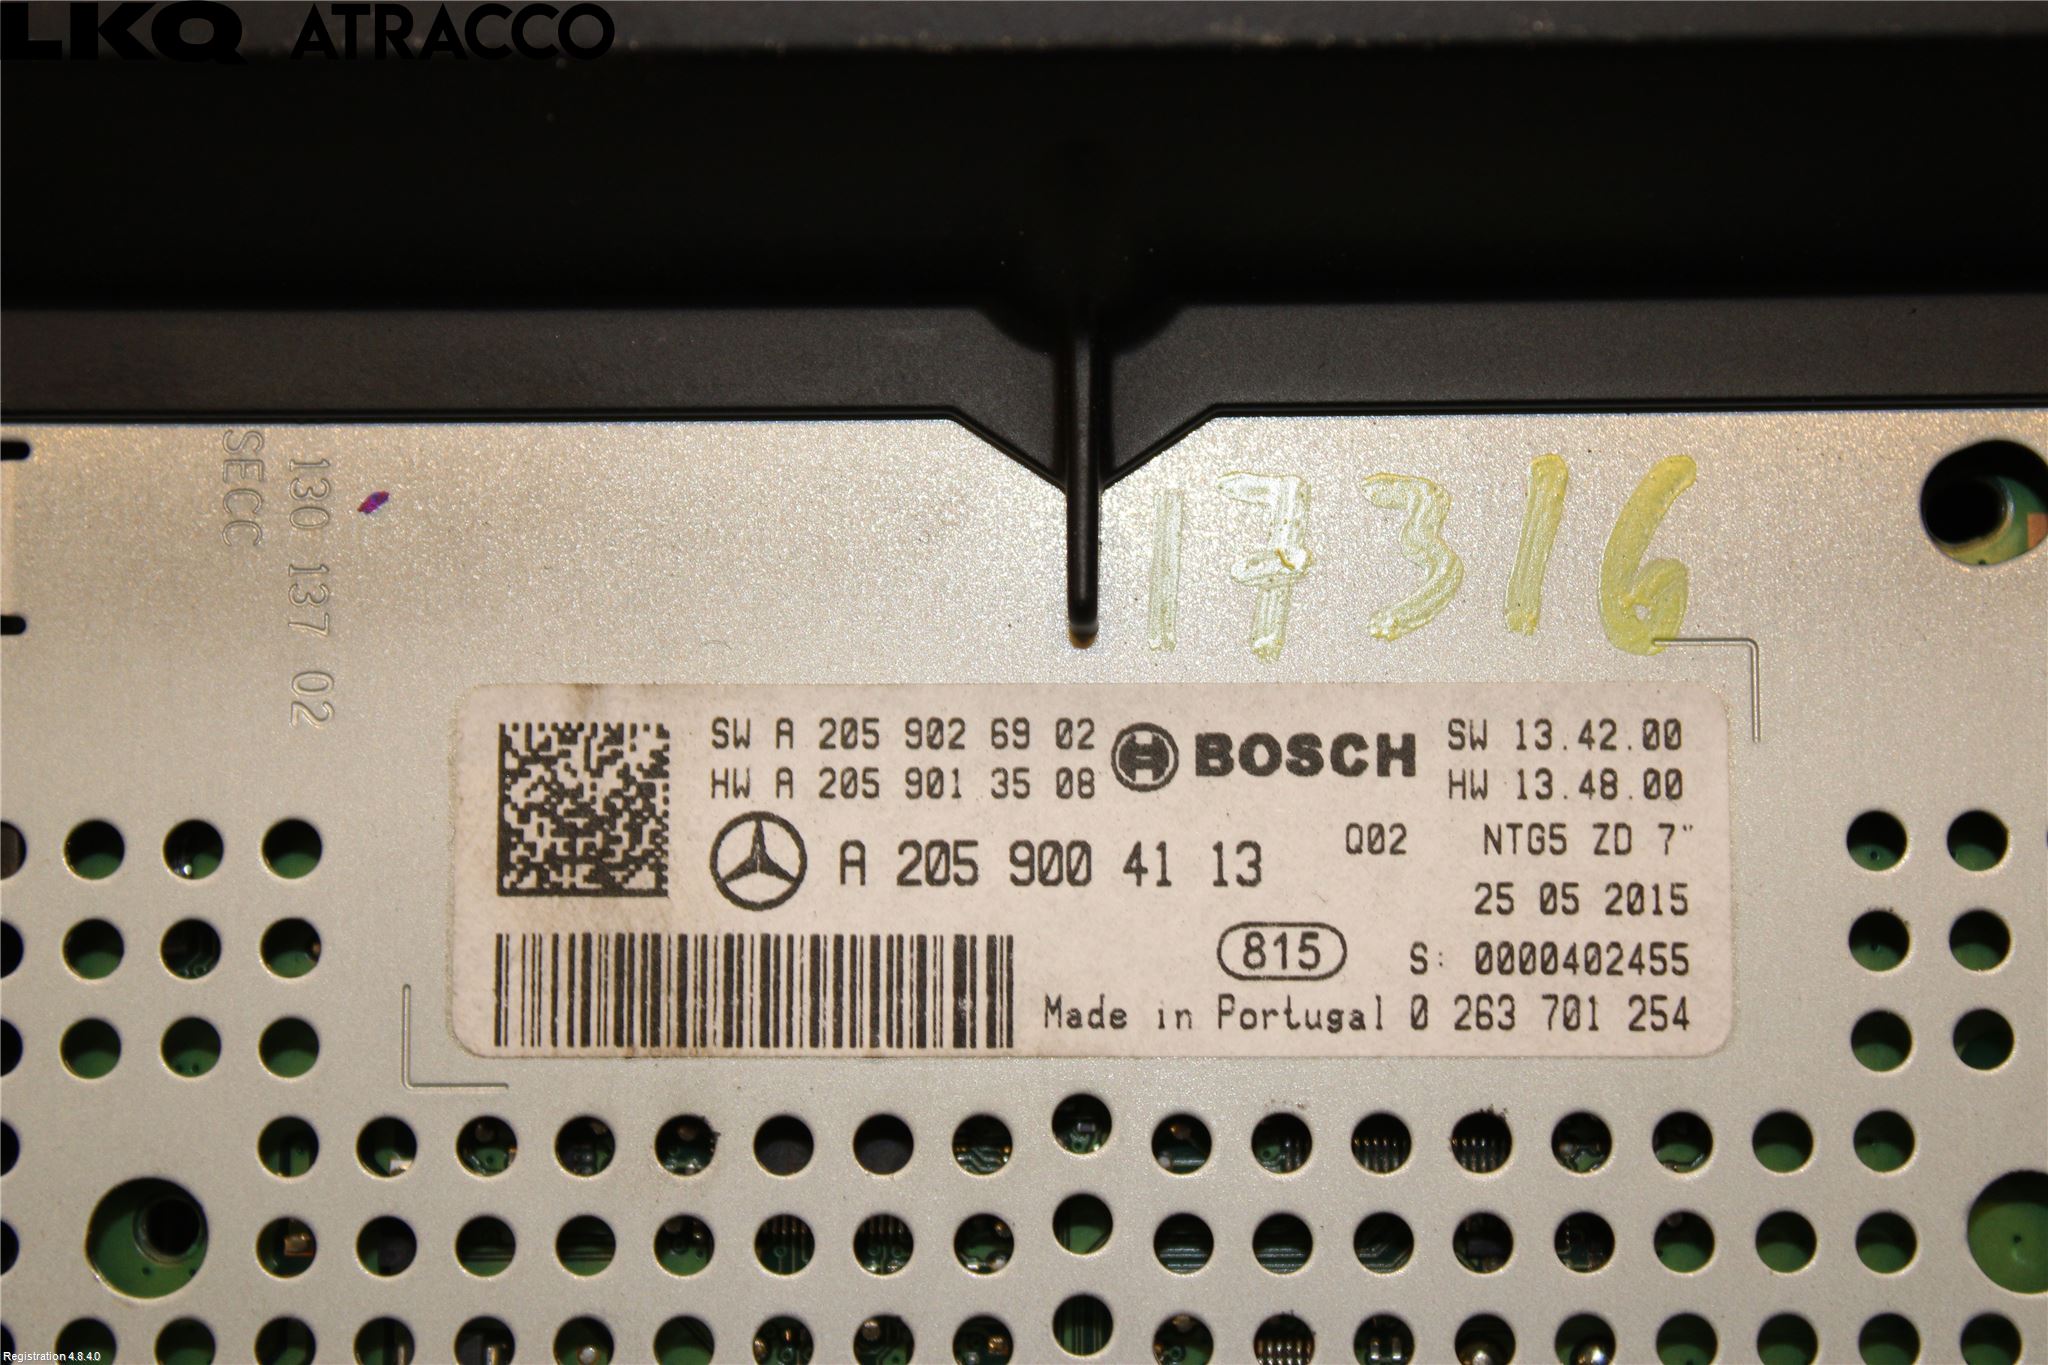 LKQ ATRACCO
130 137 02
SECC
17316
SW A 205 902 69 02
HW A 205 901 35 08
BOSCH
SW 13.42.00
HW 13.48.00
A 205 900 41 13
Q02 NTG5 ZD 7"
25 05 2015
815
S: 0000402455
Made in Portugal 0 263 701 254
Registration 4.8.4.0